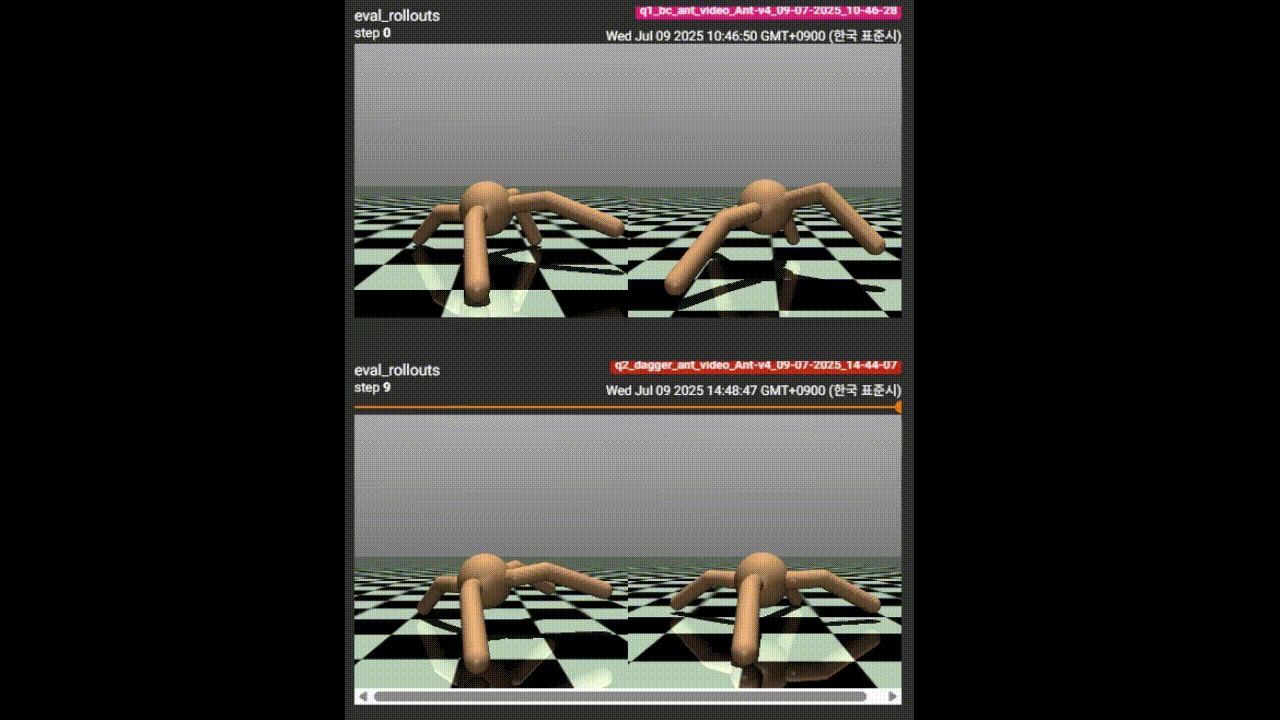 eval_rollouts
q1_bc_ant_video_Ant-v4_09-07-2025_10-46-28
step 0
Wed Jul 09 2025 10:46:50 GMT+0900 (한국 표준시)
eval_rollouts
q2_dagger_ant_video_Ant-v4_09-07-2025_14-44-07
step 9
Wed Jul 09 2025 14:48:47 GMT+0900 (한국 표준시)